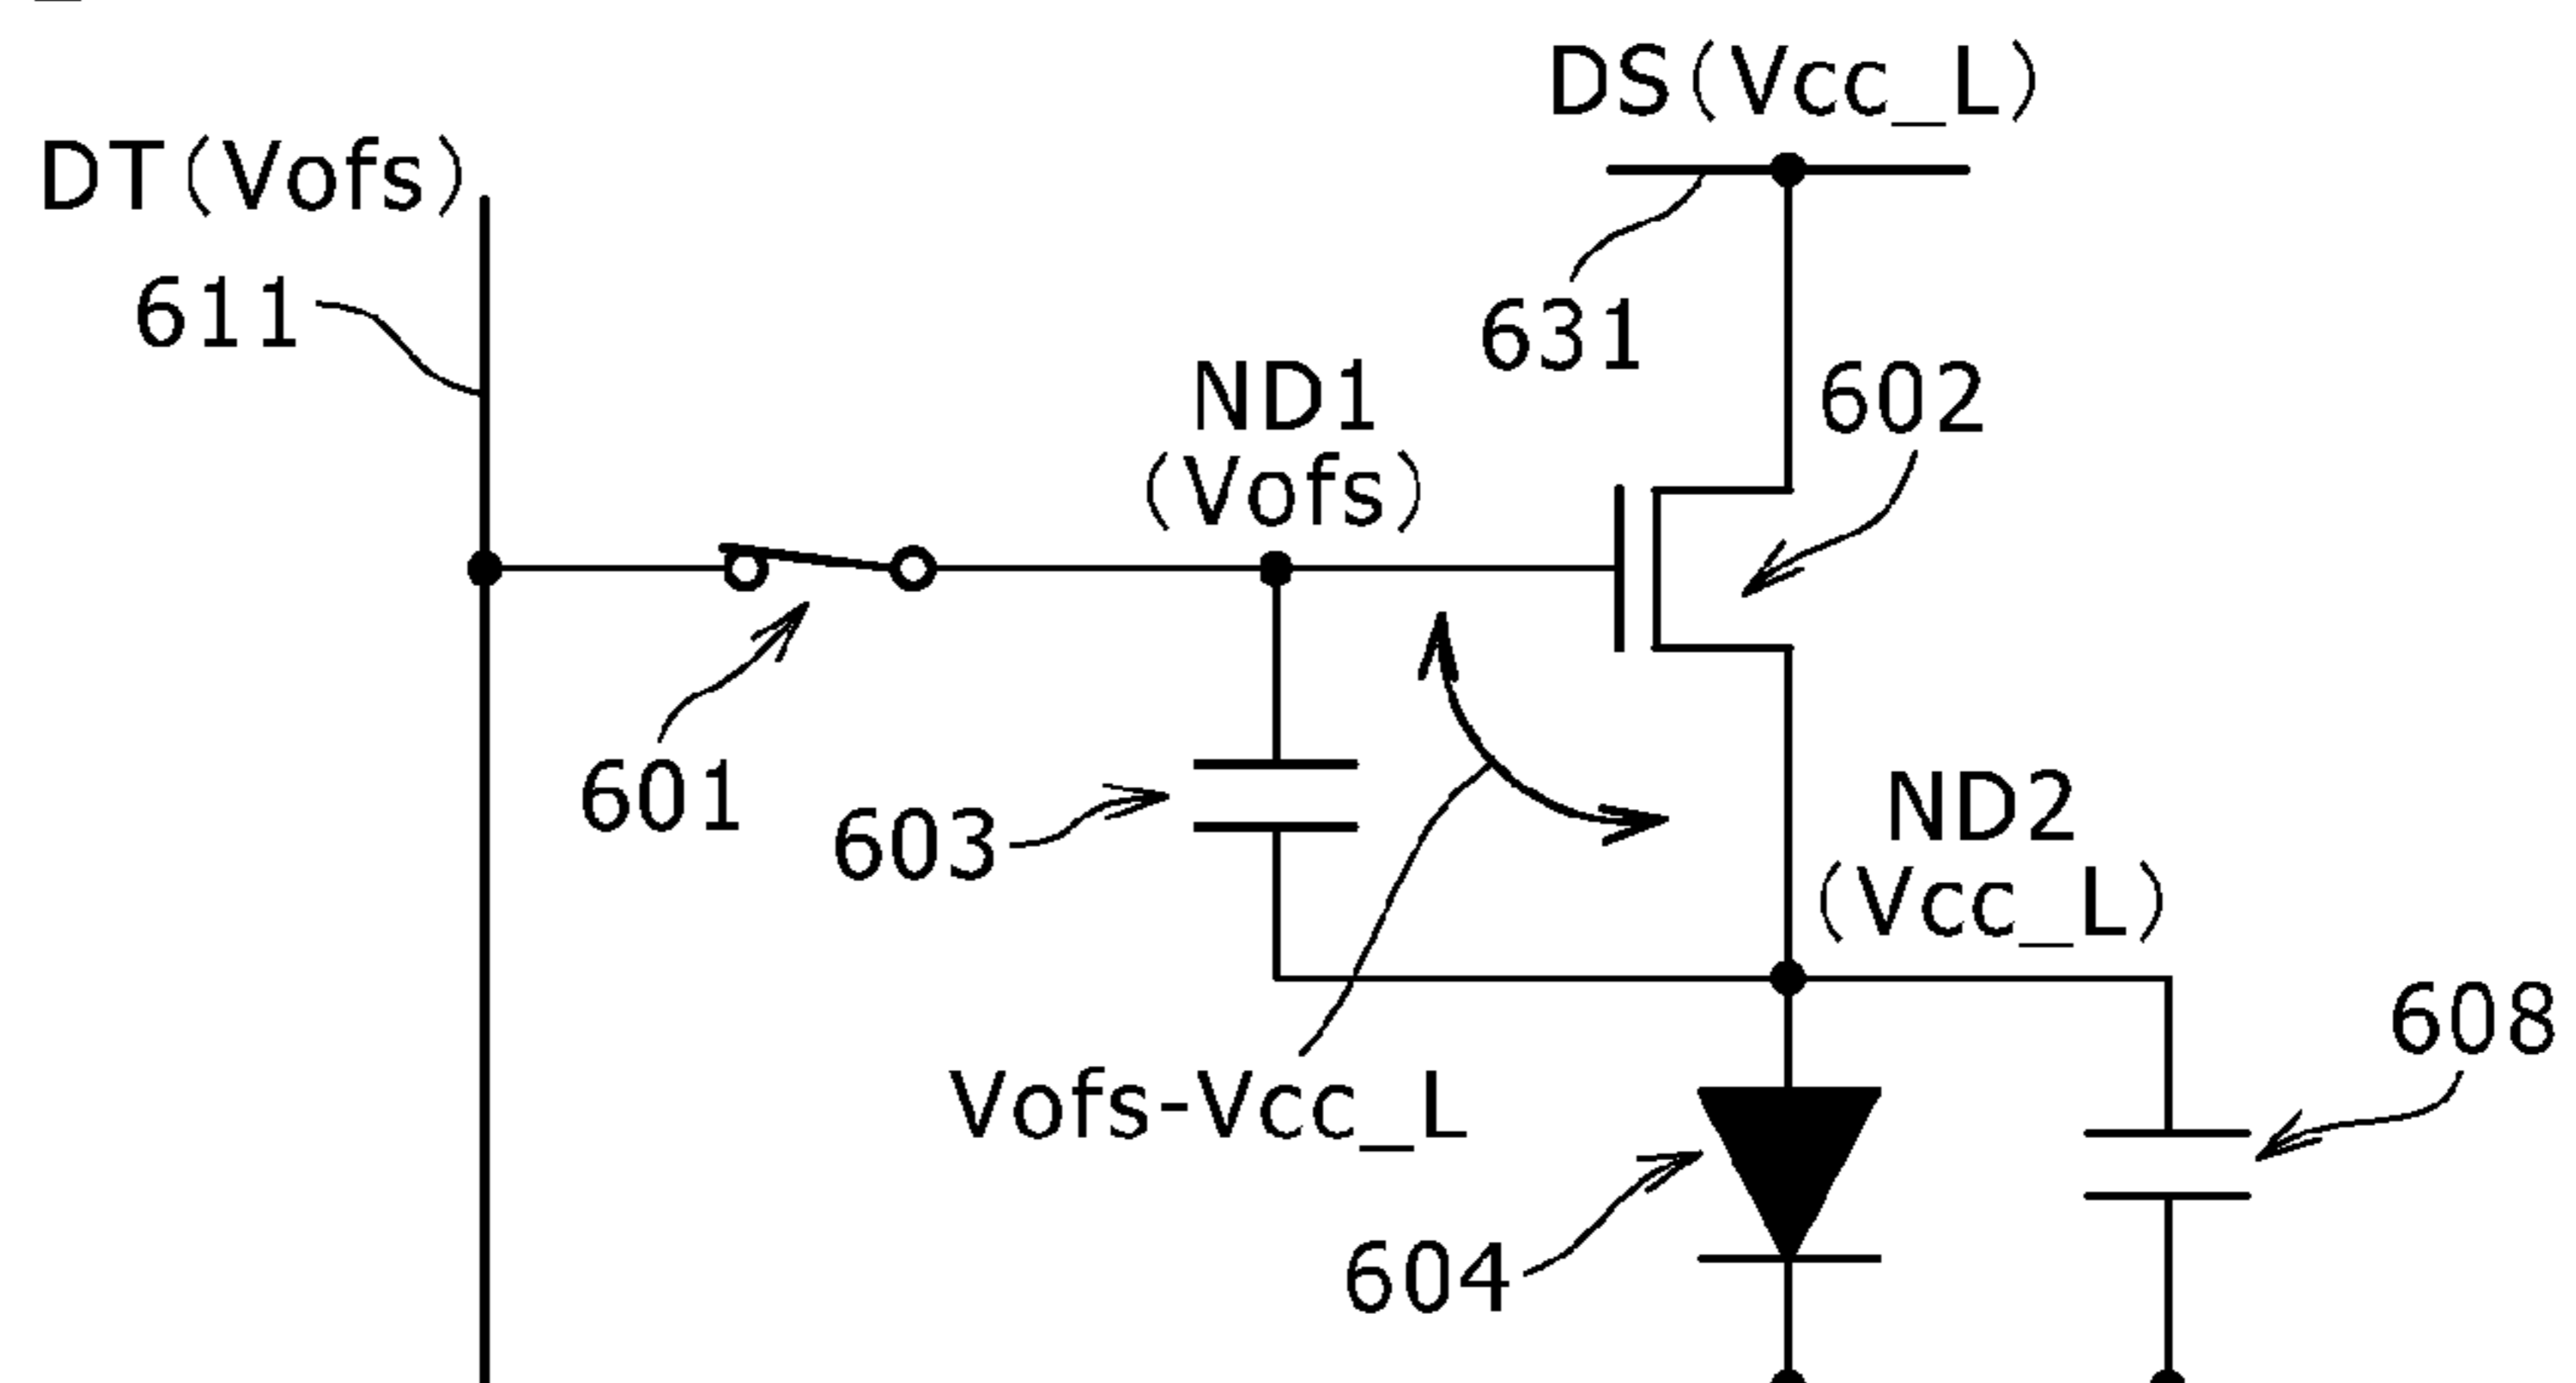 DS(Vcc_L)
DT(Vofs)
611
631
ND1
(Vofs)
602
601
603
ND2
(Vcc_L)
608
Vofs-Vcc_L
604